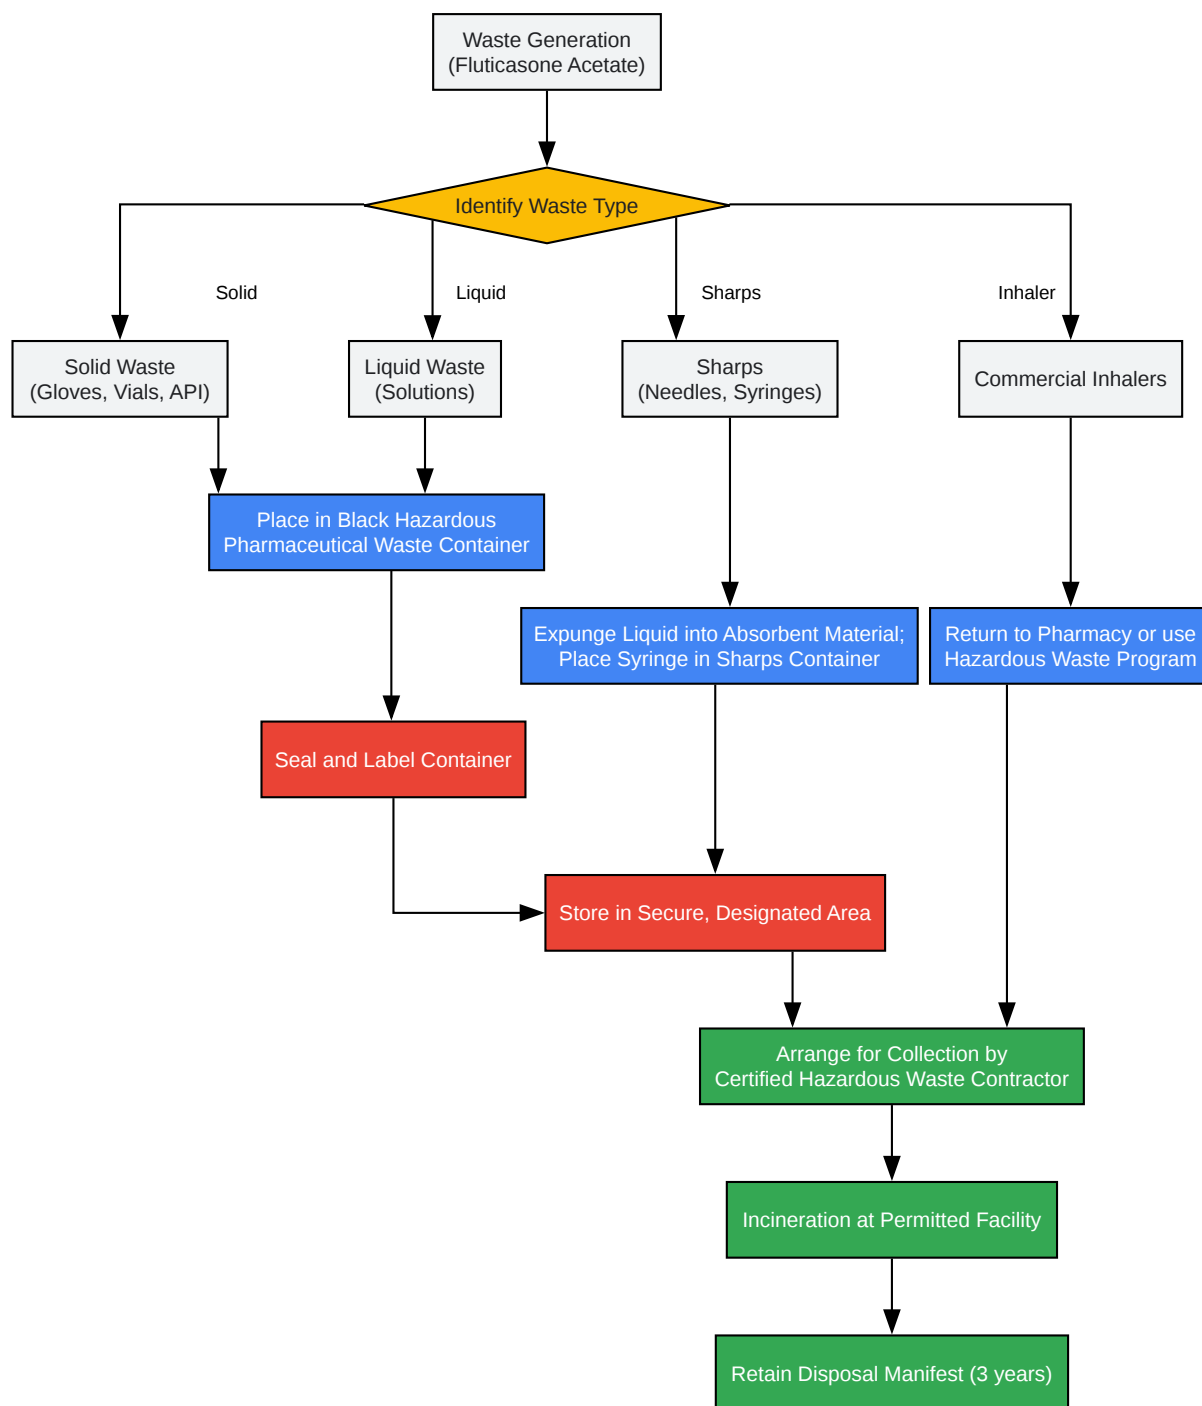 Waste Generation
(Fluticasone Acetate)
Identify Waste Type
Solid
Liquid
Sharps
Inhaler
Solid Waste
(Gloves, Vials, API)
Liquid Waste
(Solutions)
Sharps
(Needles, Syringes)
Commercial Inhalers
Place in Black Hazardous
Pharmaceutical Waste Container
Expunge Liquid into Absorbent Material;
Place Syringe in Sharps Container
Return to Pharmacy or use
Hazardous Waste Program
Seal and Label Container
Store in Secure, Designated Area
Arrange for Collection by
Certified Hazardous Waste Contractor
Incineration at Permitted Facility
Retain Disposal Manifest (3 years)